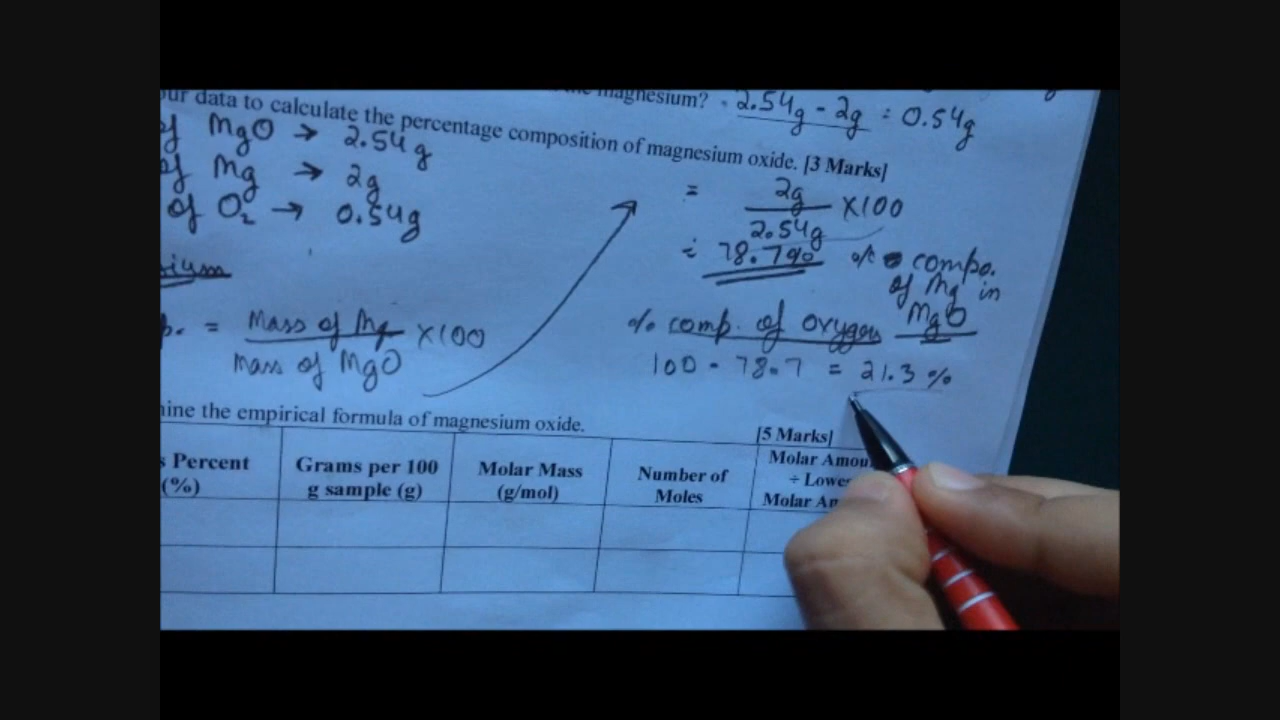 the magnesium? = 2.54g - 2g = 0.54g
our data to calculate the percentage composition of magnesium oxide. [3 Marks]
of MgO → 2.54g
of Mg → 2g
of O2 → 0.54g
= 2g / 2.54g X100
= 78.7% % compo. of Mg in MgO
= Mass of Mg / Mass of MgO X100
% comp. of oxygen
100 - 78.7 = 21.3 %
ine the empirical formula of magnesium oxide. [5 Marks]
s Percent (%)
Grams per 100 g sample (g)
Molar Mass (g/mol)
Number of Moles
Molar Amou
÷ Lowe
Molar Am